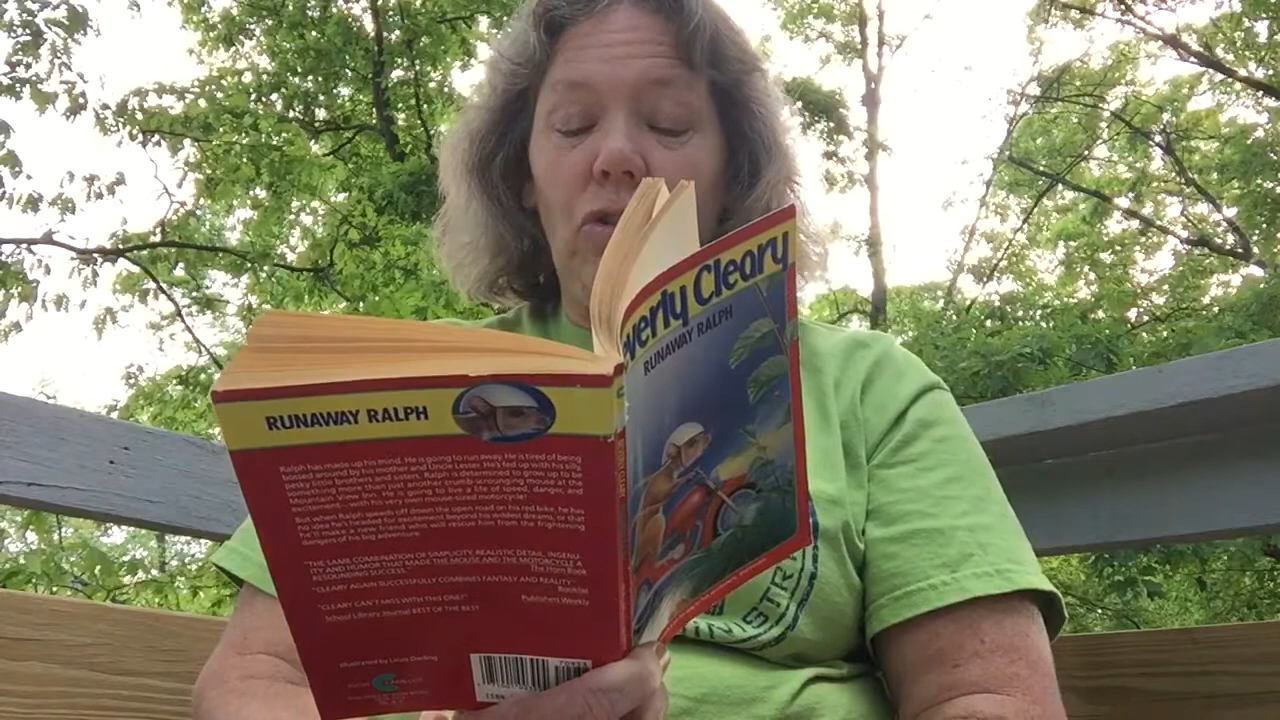 RUNAWAY RALPH
Ralph has made up his mind. He is going to run away. He is tired of being
bossed around by his mother and Uncle Lester. He's fed up with his silly,
pesky little brothers and sisters. Ralph is determined to grow up to be
something more than just another crumb-scrounging mouse at the
Mountain View Inn. He is going to live a life of speed, danger, and
excitement—with his very own mouse-sized motorcycle!
But when Ralph speeds off down the open road on his red bike, he has
no idea he's headed for excitement beyond his wildest dreams, or that
he'll make a new friend who will rescue him from the frightening
dangers of his big adventure.
"THE SAME COMBINATION OF SIMPLICITY, REALISTIC DETAIL, INGENU-
ITY AND HUMOR THAT MADE THE MOUSE AND THE MOTORCYCLE A
RESOUNDING SUCCESS."
The Horn Book
"CLEARY AGAIN SUCCESSFULLY COMBINES FANTASY AND REALITY"
Booklist
"CLEARY CAN'T MISS WITH THIS ONE!"
Publishers Weekly
School Library Journal BEST OF THE BEST
Illustrated by Louis Darling
CAMELOT
ISBN
everly Cleary
RUNAWAY RALPH
INISTR